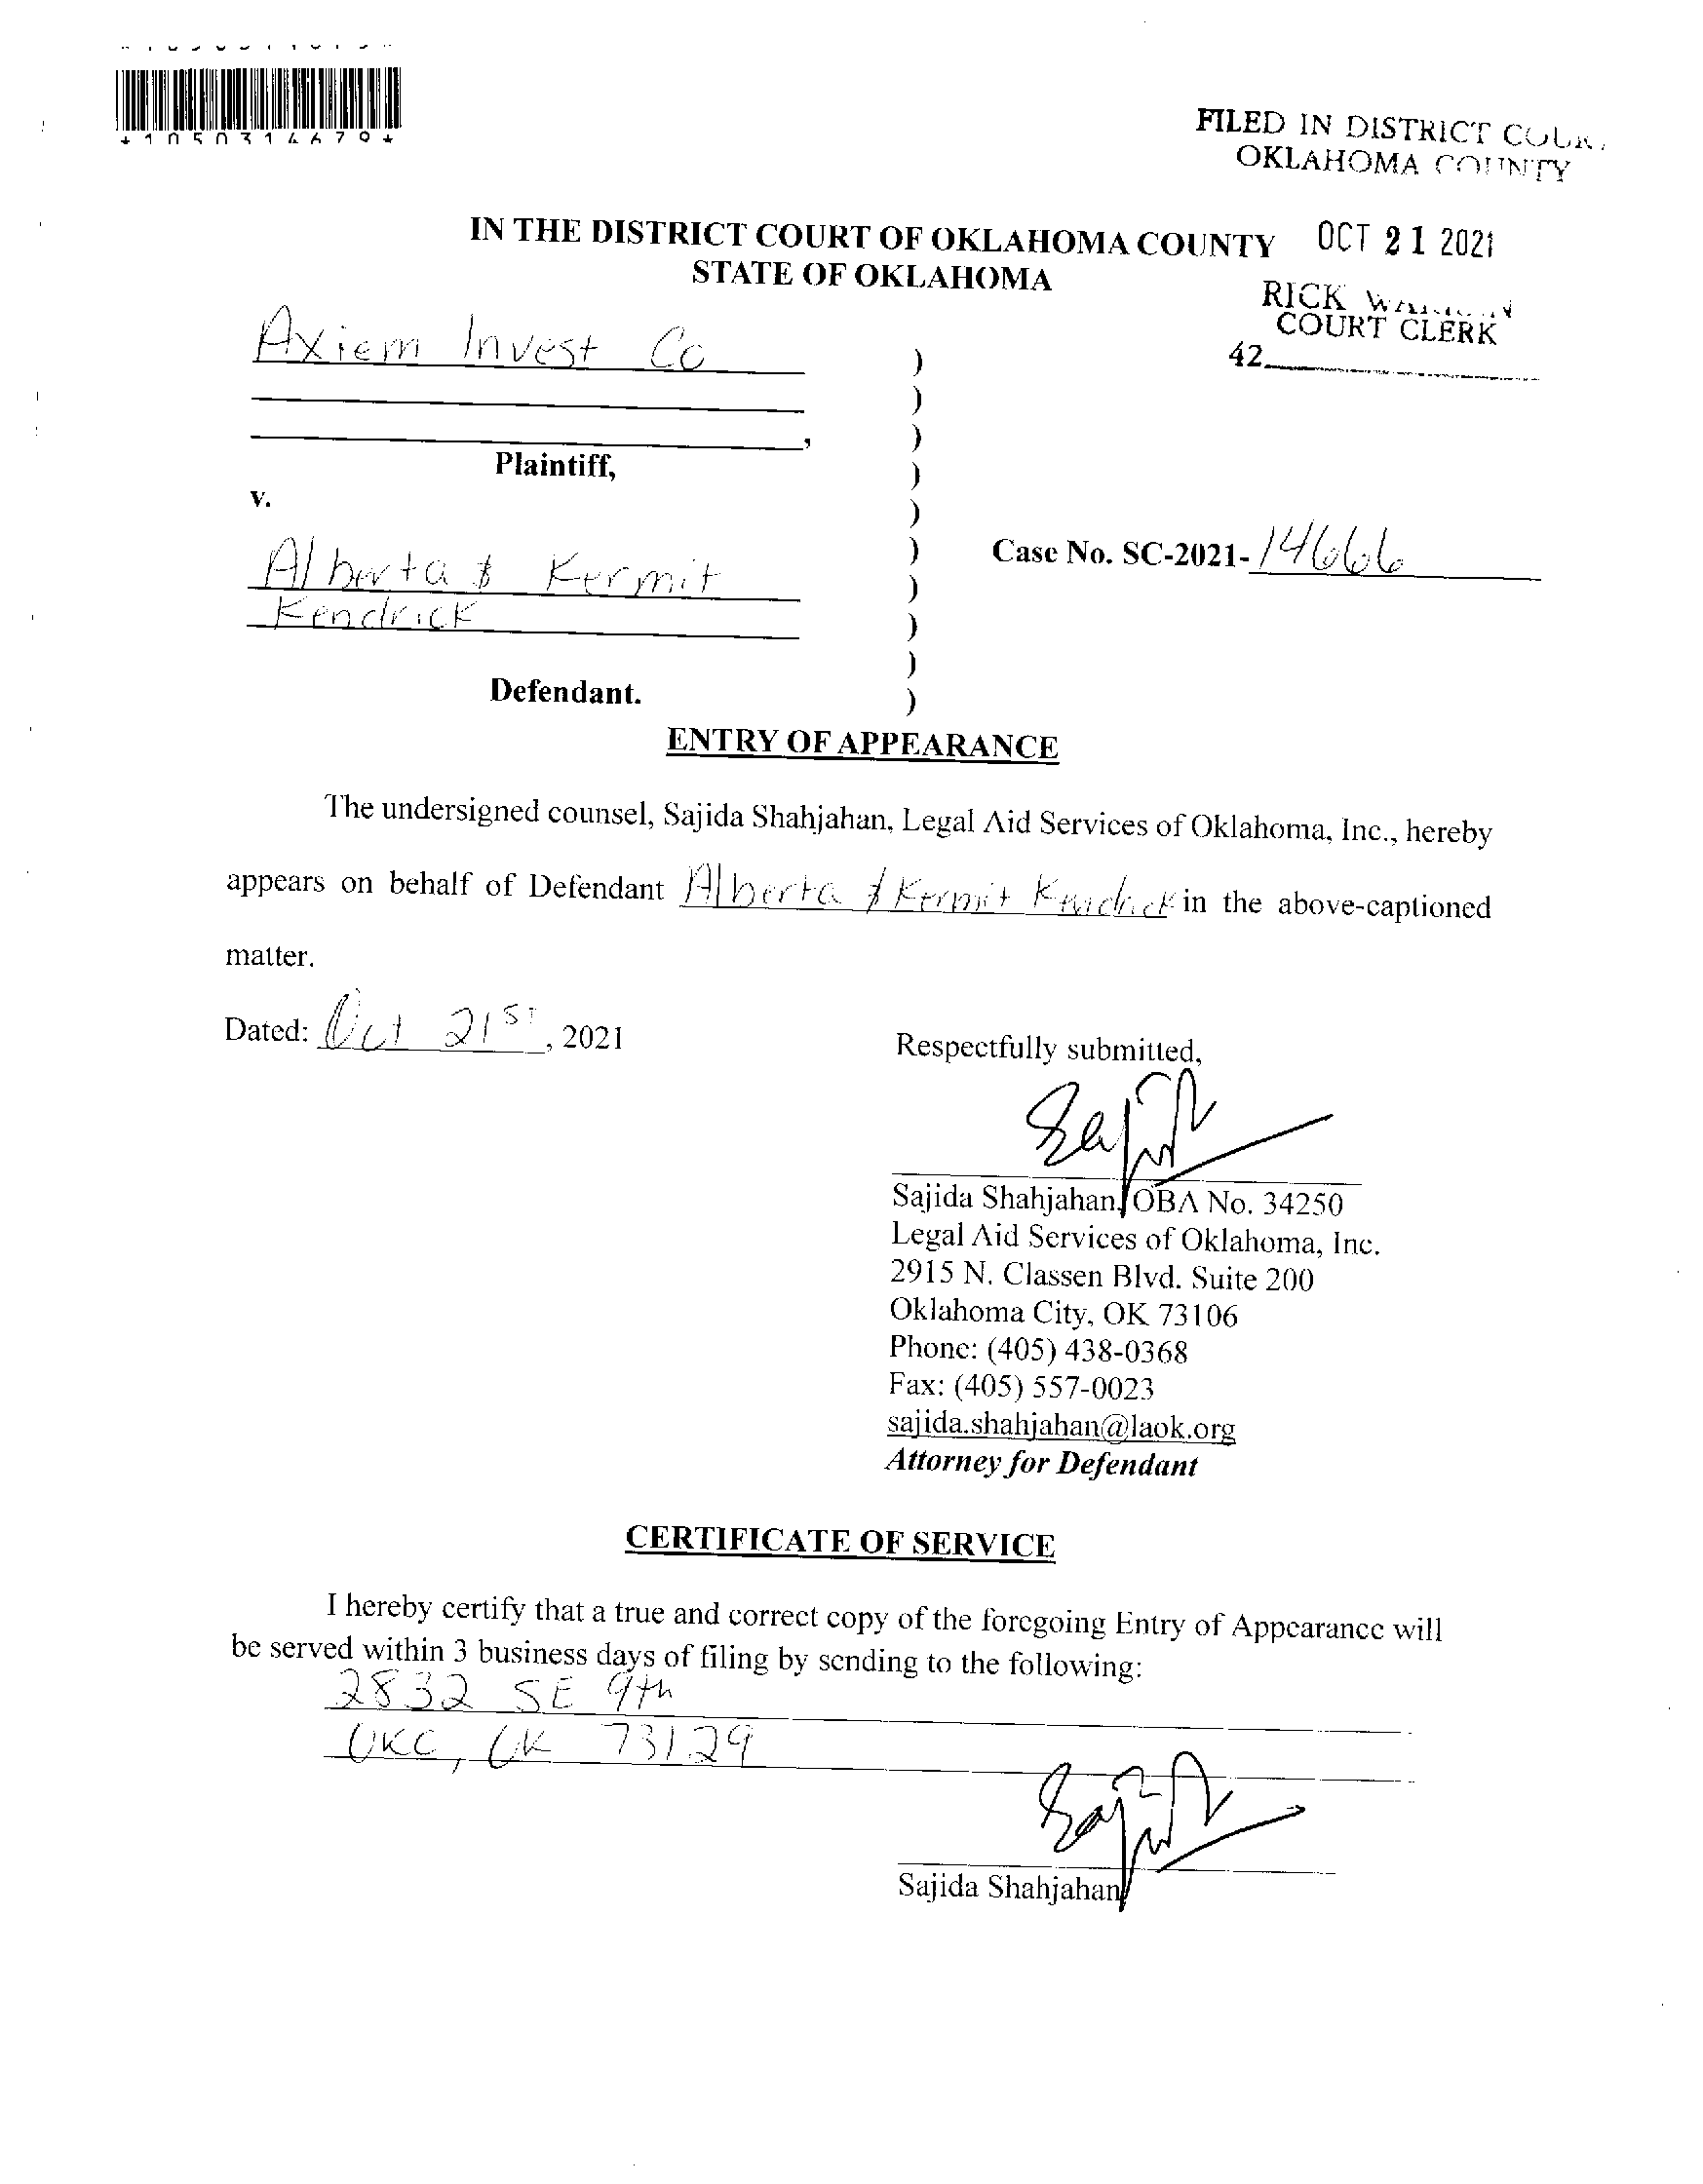 *1050314679*
FILED IN DISTRICT COURT
OKLAHOMA COUNTY
IN THE DISTRICT COURT OF OKLAHOMA COUNTY
STATE OF OKLAHOMA
OCT 21 2021
RICK
COURT CLERK
42
Axiem Invest Co
)
)
, )
Plaintiff, )
v. )
Alberta & Kermit )
Kendrick )
)
)
Defendant. )
Case No. SC-2021-14666
ENTRY OF APPEARANCE
The undersigned counsel, Sajida Shahjahan, Legal Aid Services of Oklahoma, Inc., hereby
appears on behalf of Defendant Alberta & Kermit Kendrick in the above-captioned
matter.
Dated: Oct 21ST, 2021
Respectfully submitted,
Sajida Shahjahan, OBA No. 34250
Legal Aid Services of Oklahoma, Inc.
2915 N. Classen Blvd. Suite 200
Oklahoma City, OK 73106
Phone: (405) 438-0368
Fax: (405) 557-0023
sajida.shahjahan@laok.org
Attorney for Defendant
CERTIFICATE OF SERVICE
I hereby certify that a true and correct copy of the foregoing Entry of Appearance will
be served within 3 business days of filing by sending to the following:
2832 SE 9th
OKC, OK 73129
Sajida Shahjahan